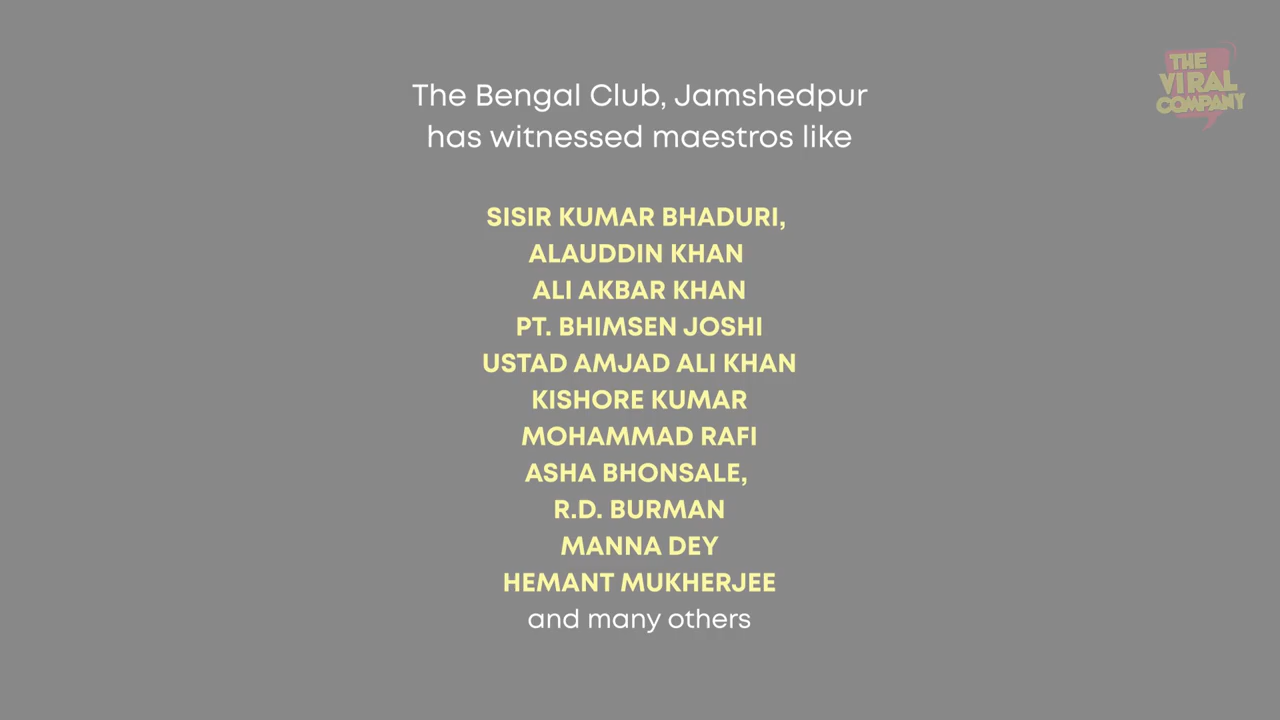 The Bengal Club, Jamshedpur
has witnessed maestros like
SISIR KUMAR BHADURI,
ALAUDDIN KHAN
ALI AKBAR KHAN
PT. BHIMSEN JOSHI
USTAD AMJAD ALI KHAN
KISHORE KUMAR
MOHAMMAD RAFI
ASHA BHONSALE,
R.D. BURMAN
MANNA DEY
HEMANT MUKHERJEE
and many others
THE
VIRAL
COMPANY